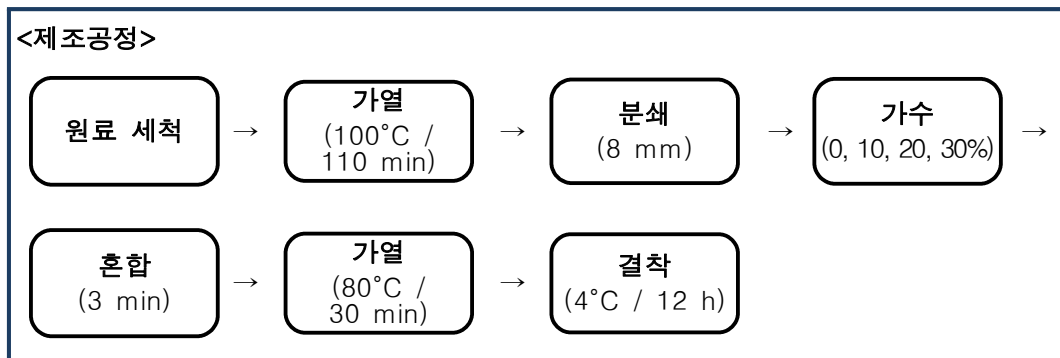 <제조공정>
원료 세척
→
가열
(100°C /
110 min)
→
분쇄
(8 mm)
→
가수
(0, 10, 20, 30%)
→
혼합
(3 min)
→
가열
(80°C /
30 min)
→
결착
(4°C / 12 h)